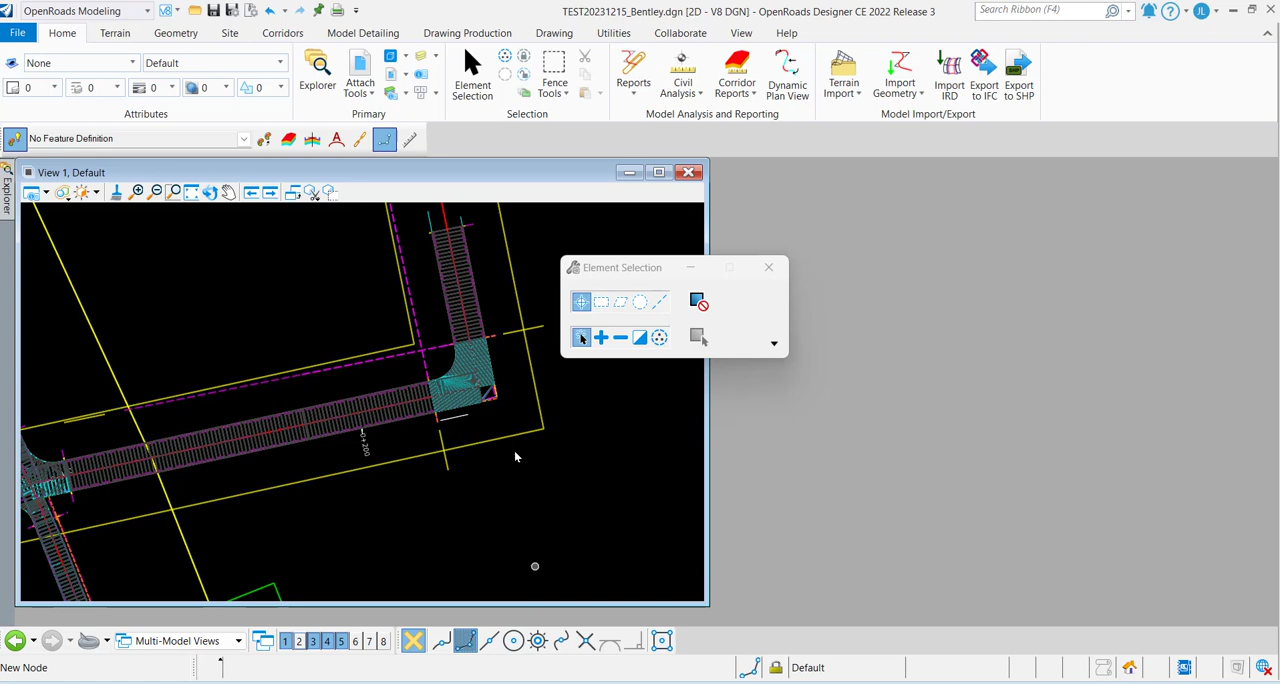 OpenRoads Modeling
TEST20231215_Bentley.dgn [2D - V8 DGN] - OpenRoads Designer CE 2022 Release 3
Search Ribbon (F4)
JL
File Home Terrain Geometry Site Corridors Model Detailing Drawing Production Drawing Utilities Collaborate View Help
None Default
0 0 0 0 0
Attributes
Explorer
Attach Tools
Primary
Element Selection
Fence Tools
Selection
Reports
Civil Analysis
Corridor Reports
Dynamic Plan View
Model Analysis and Reporting
Terrain Import
Import Geometry
Import IRD
Export to IFC
Export to SHP
Model Import/Export
No Feature Definition
Explorer
View 1, Default
Element Selection
0+200
Multi-Model Views
1 2 3 4 5 6 7 8
New Node
Default